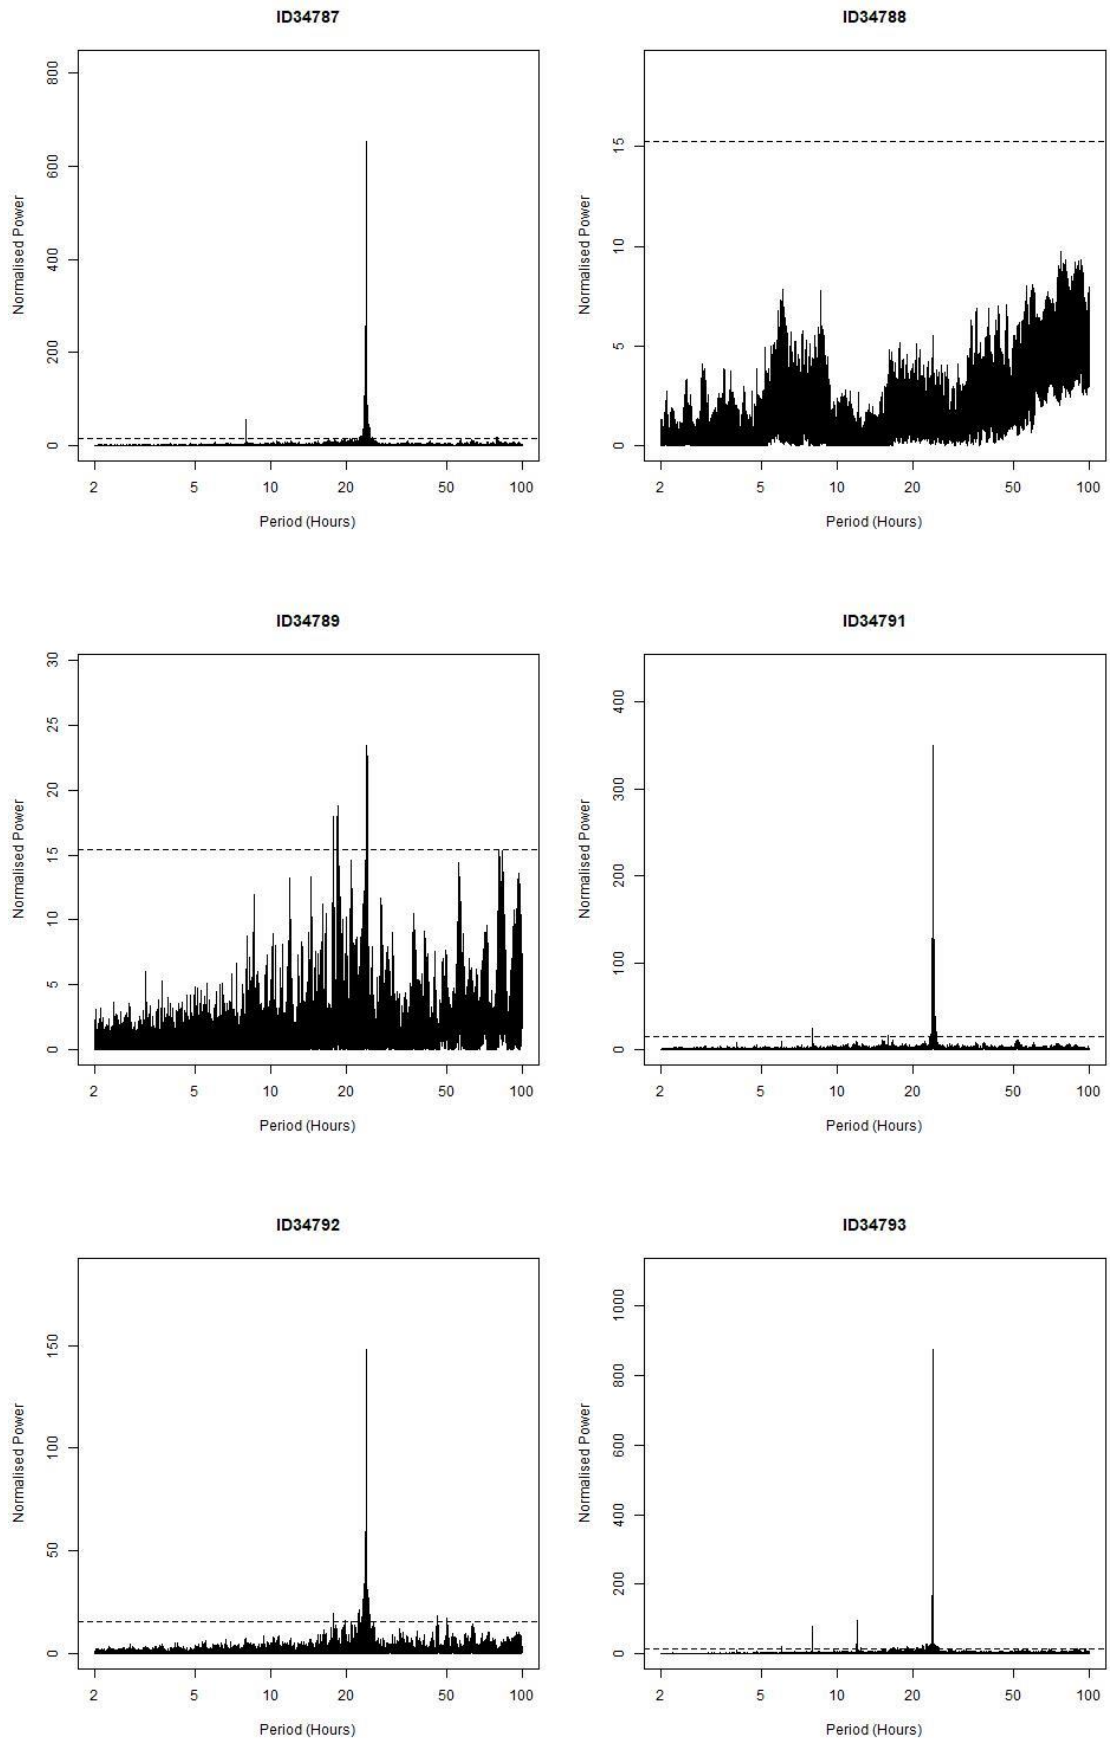 ID34787
ID34788
800
600
400
200
0
Normalised Power
2 5 10 20 50 100
Period (Hours)
15
10
5
0
Normalised Power
2 5 10 20 50 100
Period (Hours)
ID34789
ID34791
30
25
20
15
10
5
0
Normalised Power
2 5 10 20 50 100
Period (Hours)
400
300
200
100
0
Normalised Power
2 5 10 20 50 100
Period (Hours)
ID34792
ID34793
150
100
50
0
Normalised Power
2 5 10 20 50 100
Period (Hours)
1000
800
600
400
200
0
Normalised Power
2 5 10 20 50 100
Period (Hours)